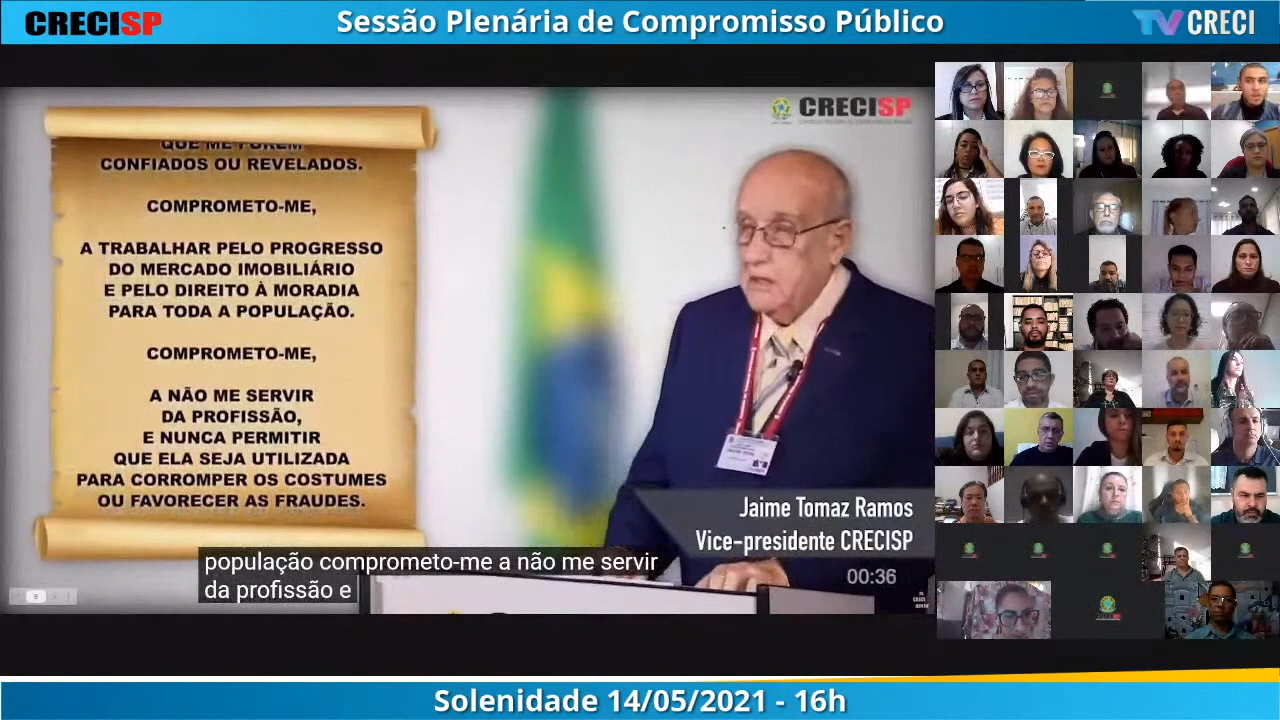 CRECISP
Sessão Plenária de Compromisso Público
TV CRECI
CRECISP
QUE ME FOREM
CONFIADOS OU REVELADOS.
COMPROMETO-ME,
A TRABALHAR PELO PROGRESSO
DO MERCADO IMOBILIÁRIO
E PELO DIREITO À MORADIA
PARA TODA A POPULAÇÃO.
COMPROMETO-ME,
A NÃO ME SERVIR
DA PROFISSÃO,
E NUNCA PERMITIR
QUE ELA SEJA UTILIZADA
PARA CORROMPER OS COSTUMES
OU FAVORECER AS FRAUDES.
Jaime Tomaz Ramos
Vice-presidente CRECISP
00:36
população comprometo-me a não me servir
da profissão e
Solenidade 14/05/2021 - 16h